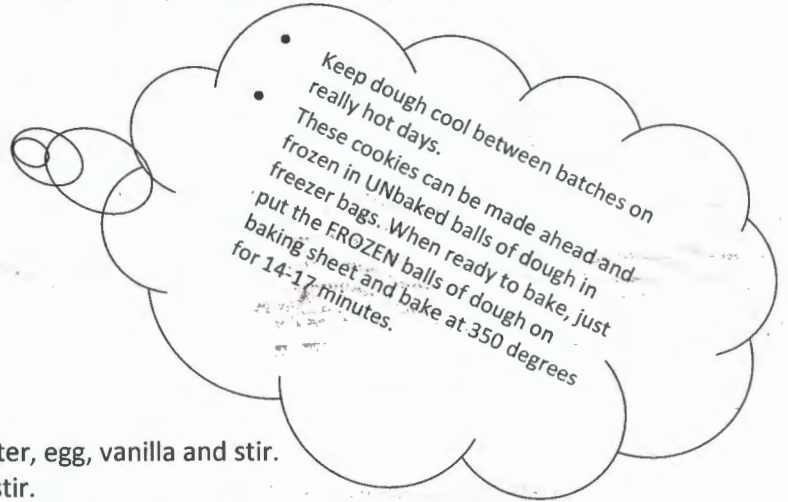 • Keep dough cool between batches on
really hot days.
• These cookies can be made ahead and
frozen in UNbaked balls of dough in
freezer bags. When ready to bake, just
put the FROZEN balls of dough on
baking sheet and bake at 350 degrees
for 14-17 minutes.
ter, egg, vanilla and stir.
stir.